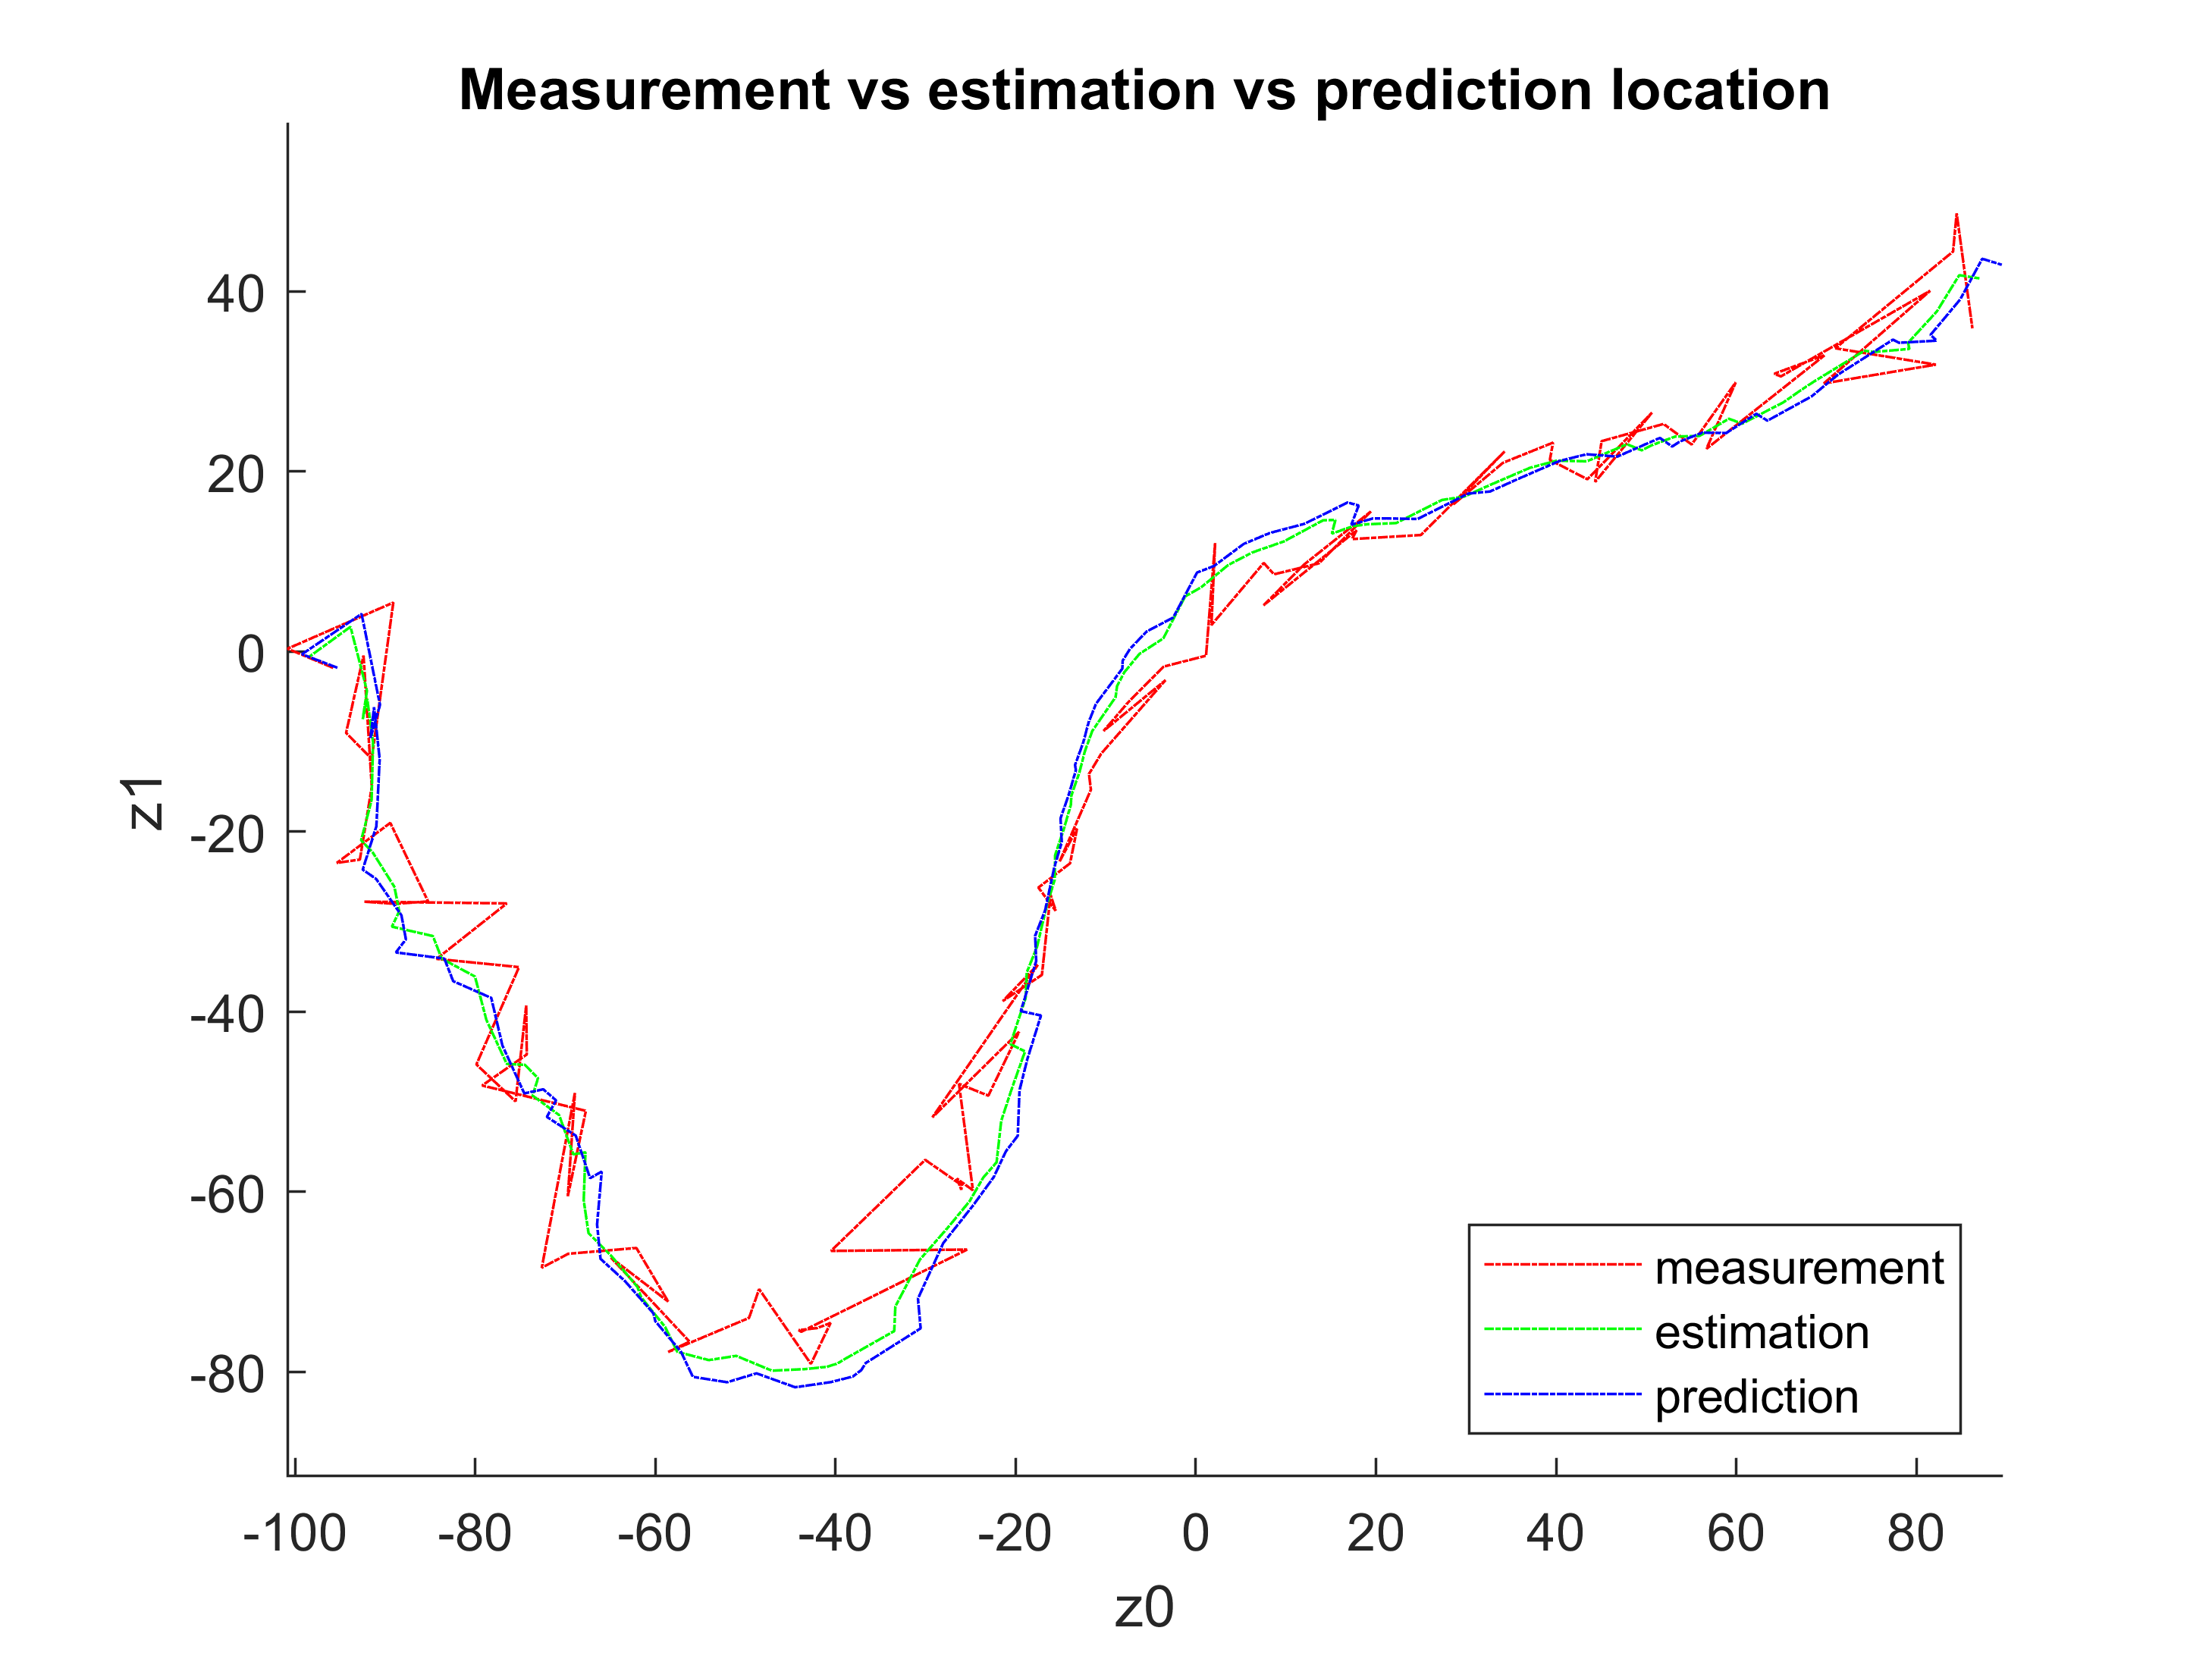 Measurement vs estimation vs prediction location
z1
40
20
0
-20
-40
-60
-80
-100 -80 -60 -40 -20 0 20 40 60 80
z0
measurement
estimation
prediction